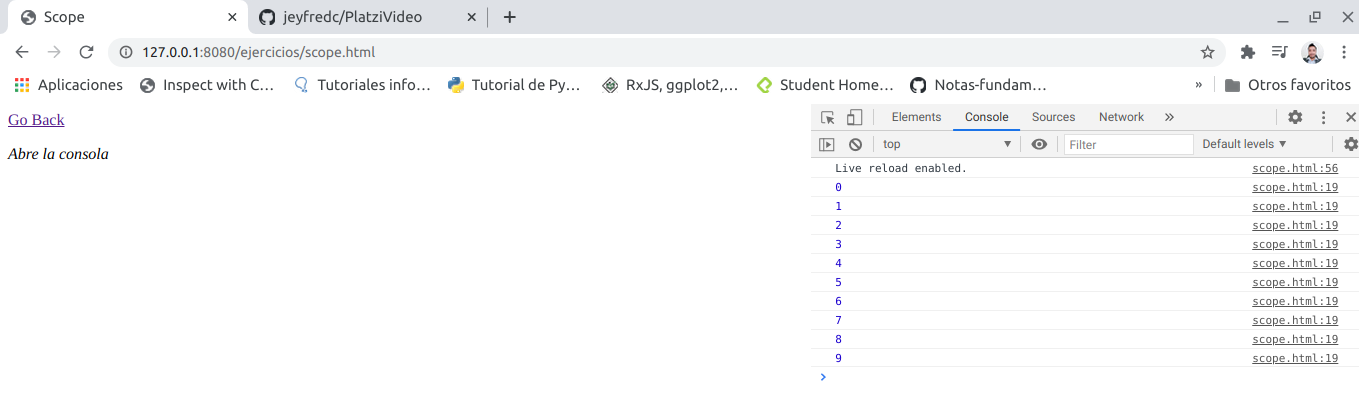 Scope jeyfredc/PlatziVideo
127.0.0.1:8080/ejercicios/scope.html
Aplicaciones Inspect with C… Tutoriales info… Tutorial de Py… RxJS, ggplot2,… Student Home… Notas-fundam… » Otros favoritos
Go Back
Abre la consola
Elements Console Sources Network »
top Filter Default levels
Live reload enabled. scope.html:56
0 scope.html:19
1 scope.html:19
2 scope.html:19
3 scope.html:19
4 scope.html:19
5 scope.html:19
6 scope.html:19
7 scope.html:19
8 scope.html:19
9 scope.html:19